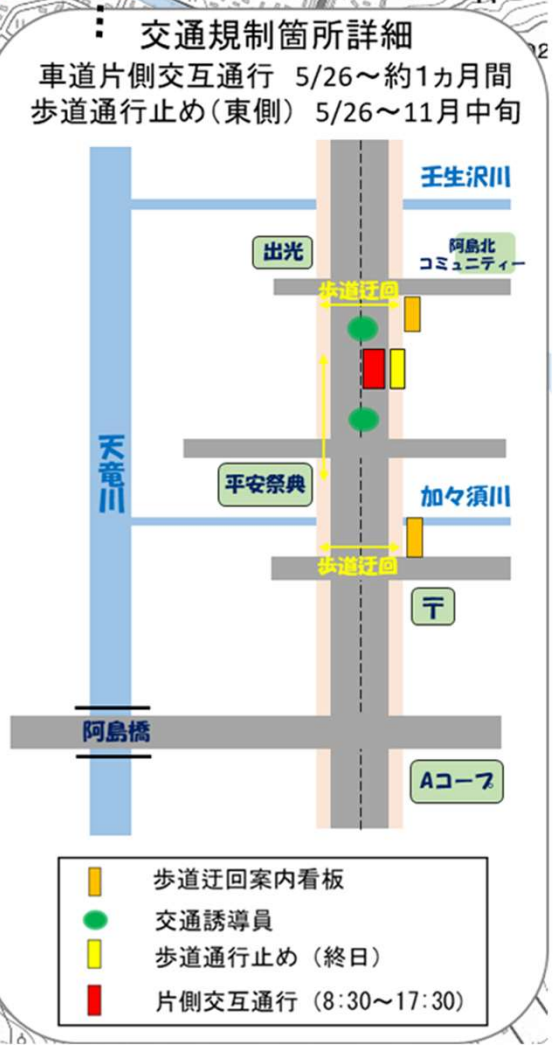 交通規制箇所詳細
車道片側交互通行 5/26～約1ヵ月間
歩道通行止め（東側） 5/26～11月中旬
壬生沢川
出光
阿島北
コミュニティー
歩道迂回
天竜川
平安祭典
加々須川
歩道迂回
〒
阿島橋
Aコープ
歩道迂回案内看板
交通誘導員
歩道通行止め（終日）
片側交互通行（8:30～17:30）